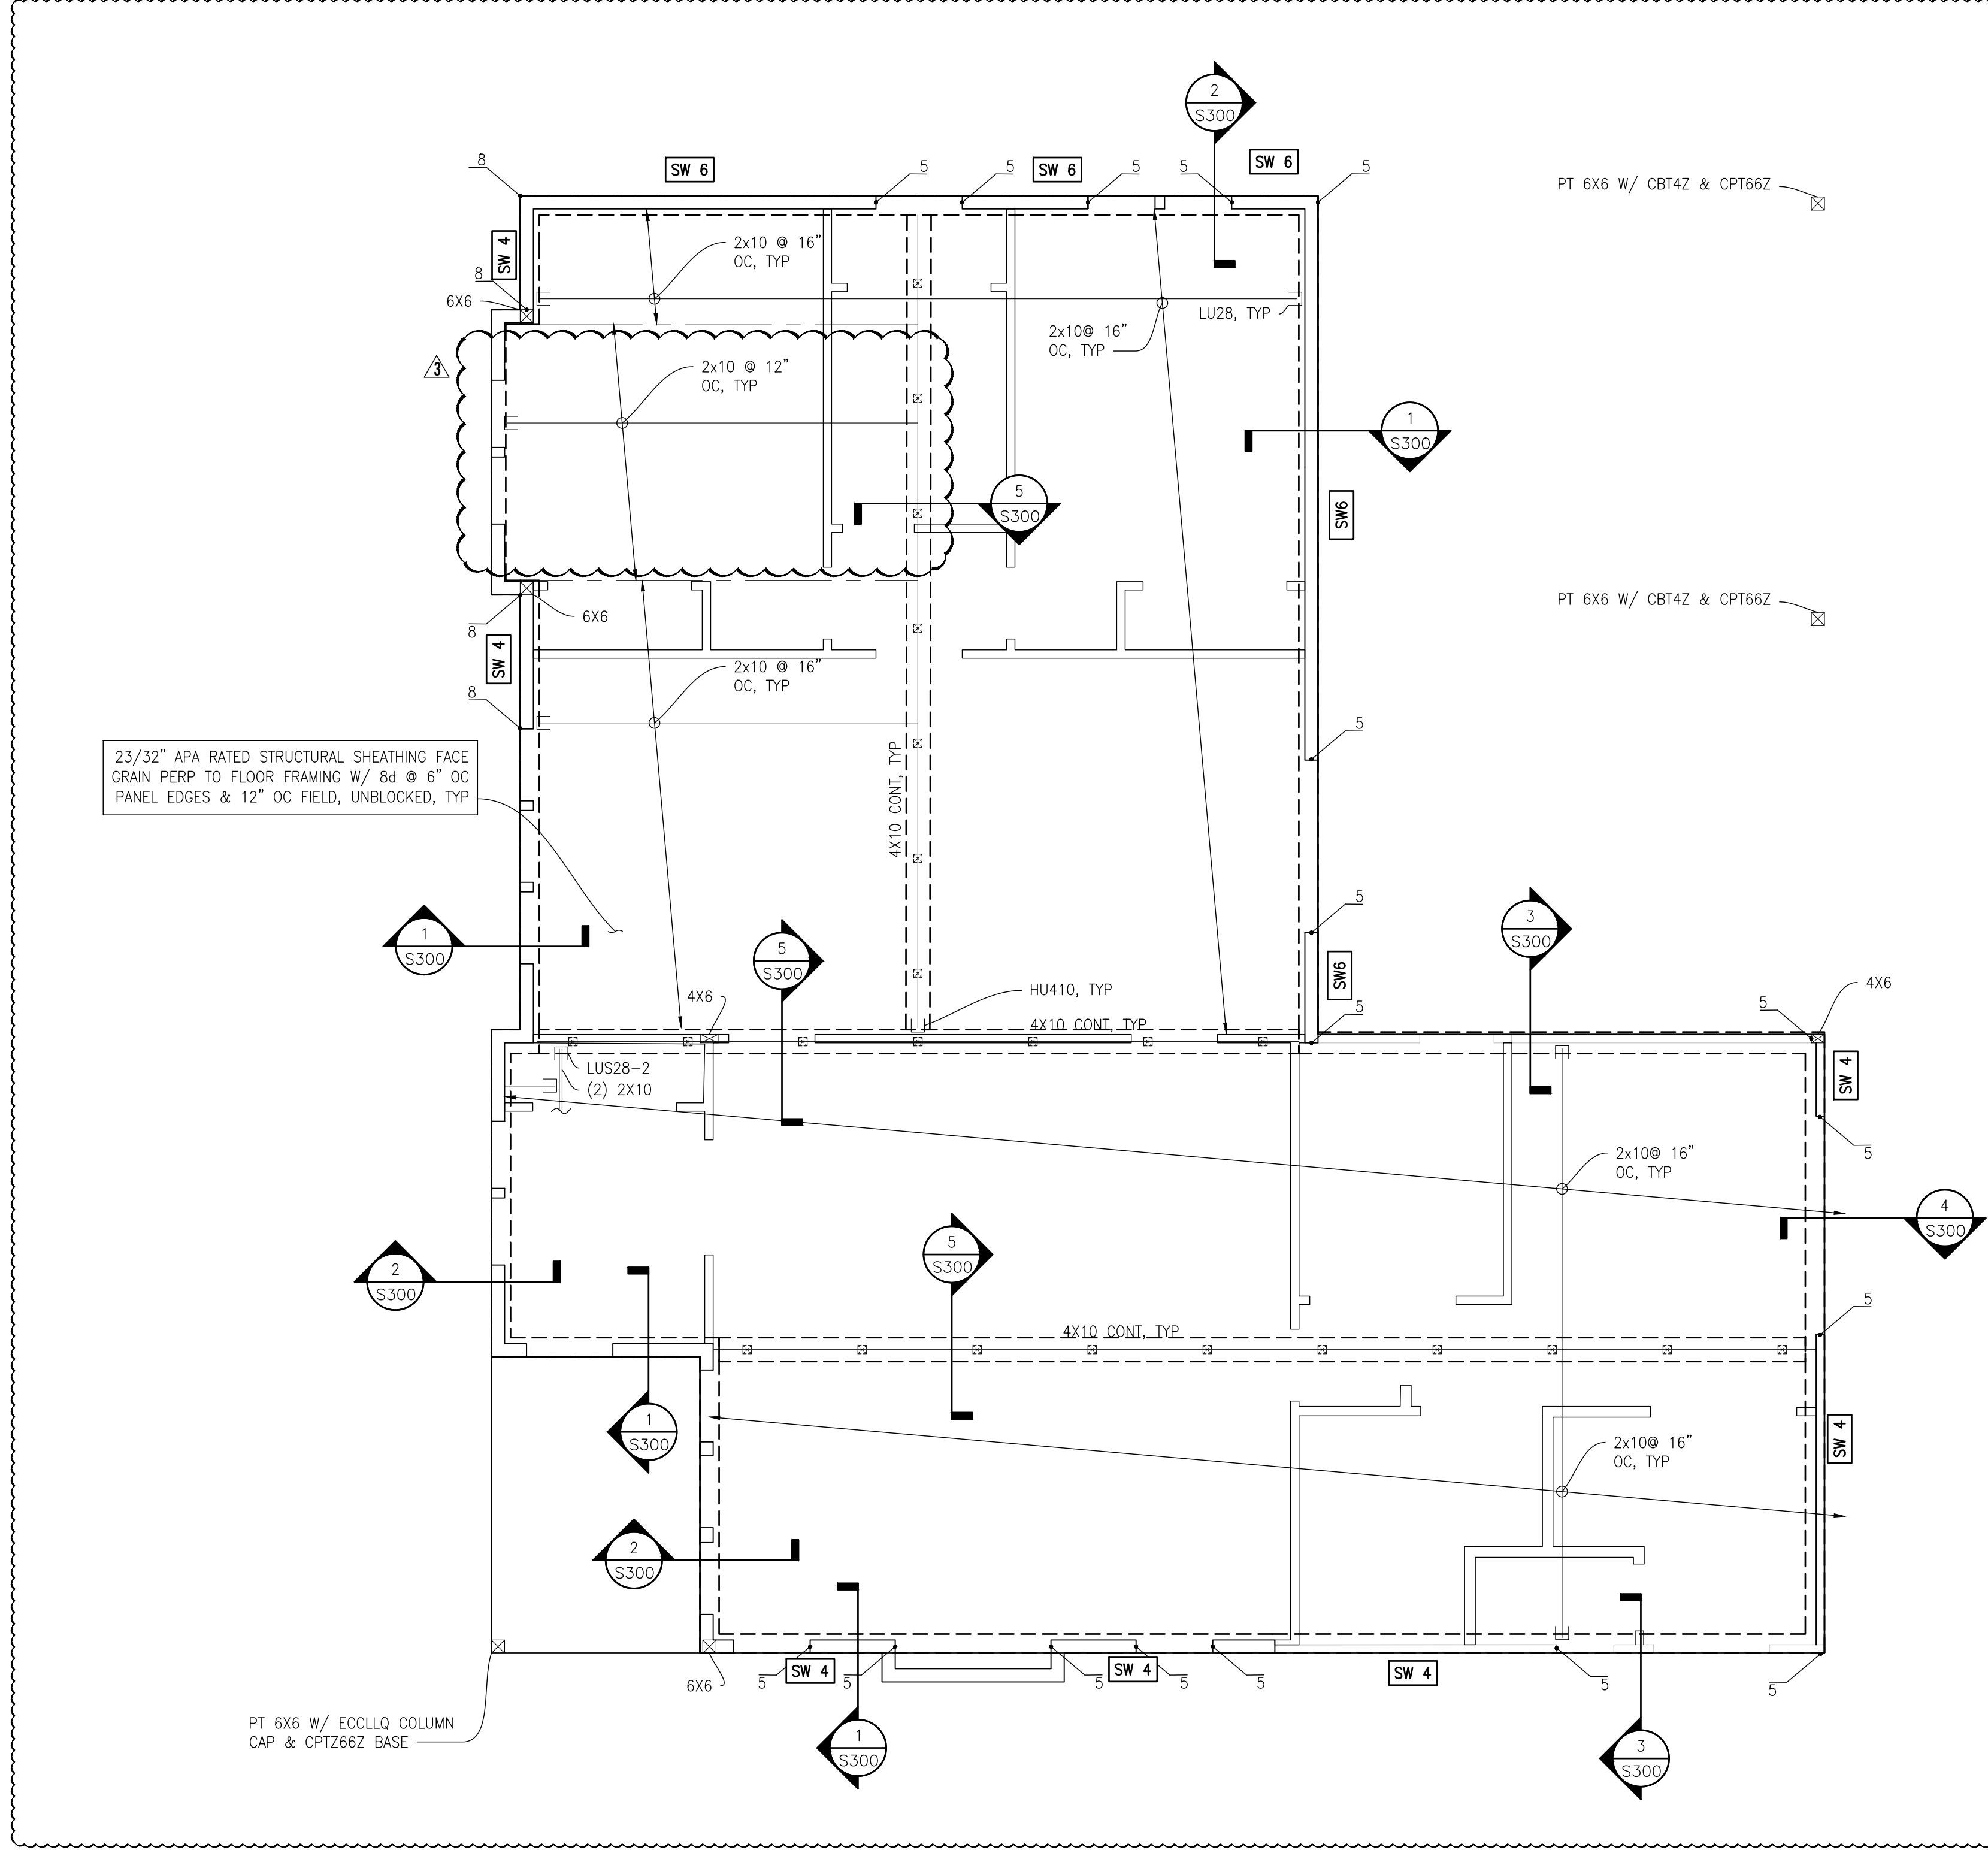 2
S300
SW 6
SW 6
SW 6
8
5
5
5
5
5
PT 6X6 W/ CBT4Z & CPT66Z
SW 4
2x10 @ 16"
OC, TYP
8
6X6
LU28, TYP
2x10@ 16"
OC, TYP
3
2x10 @ 12"
OC, TYP
1
S300
5
S300
SW6
PT 6X6 W/ CBT4Z & CPT66Z
6X6
8
SW 4
2x10 @ 16"
OC, TYP
8
5
23/32" APA RATED STRUCTURAL SHEATHING FACE
GRAIN PERP TO FLOOR FRAMING W/ 8d @ 6" OC
PANEL EDGES & 12" OC FIELD, UNBLOCKED, TYP
4X10 CONT, TYP
5
1
S300
5
S300
3
S300
SW6
HU410, TYP
4X6
4X6
5
5
4X10 CONT, TYP
LUS28-2
(2) 2X10
SW 4
2x10@ 16"
OC, TYP
5
4
S300
5
S300
2
S300
5
4X10 CONT, TYP
1
S300
SW 4
2x10@ 16"
OC, TYP
2
S300
6X6
5
SW 4
5
5
SW 4
5
5
SW 4
5
5
PT 6X6 W/ ECCLLQ COLUMN
CAP & CPTZ66Z BASE
1
S300
3
S300